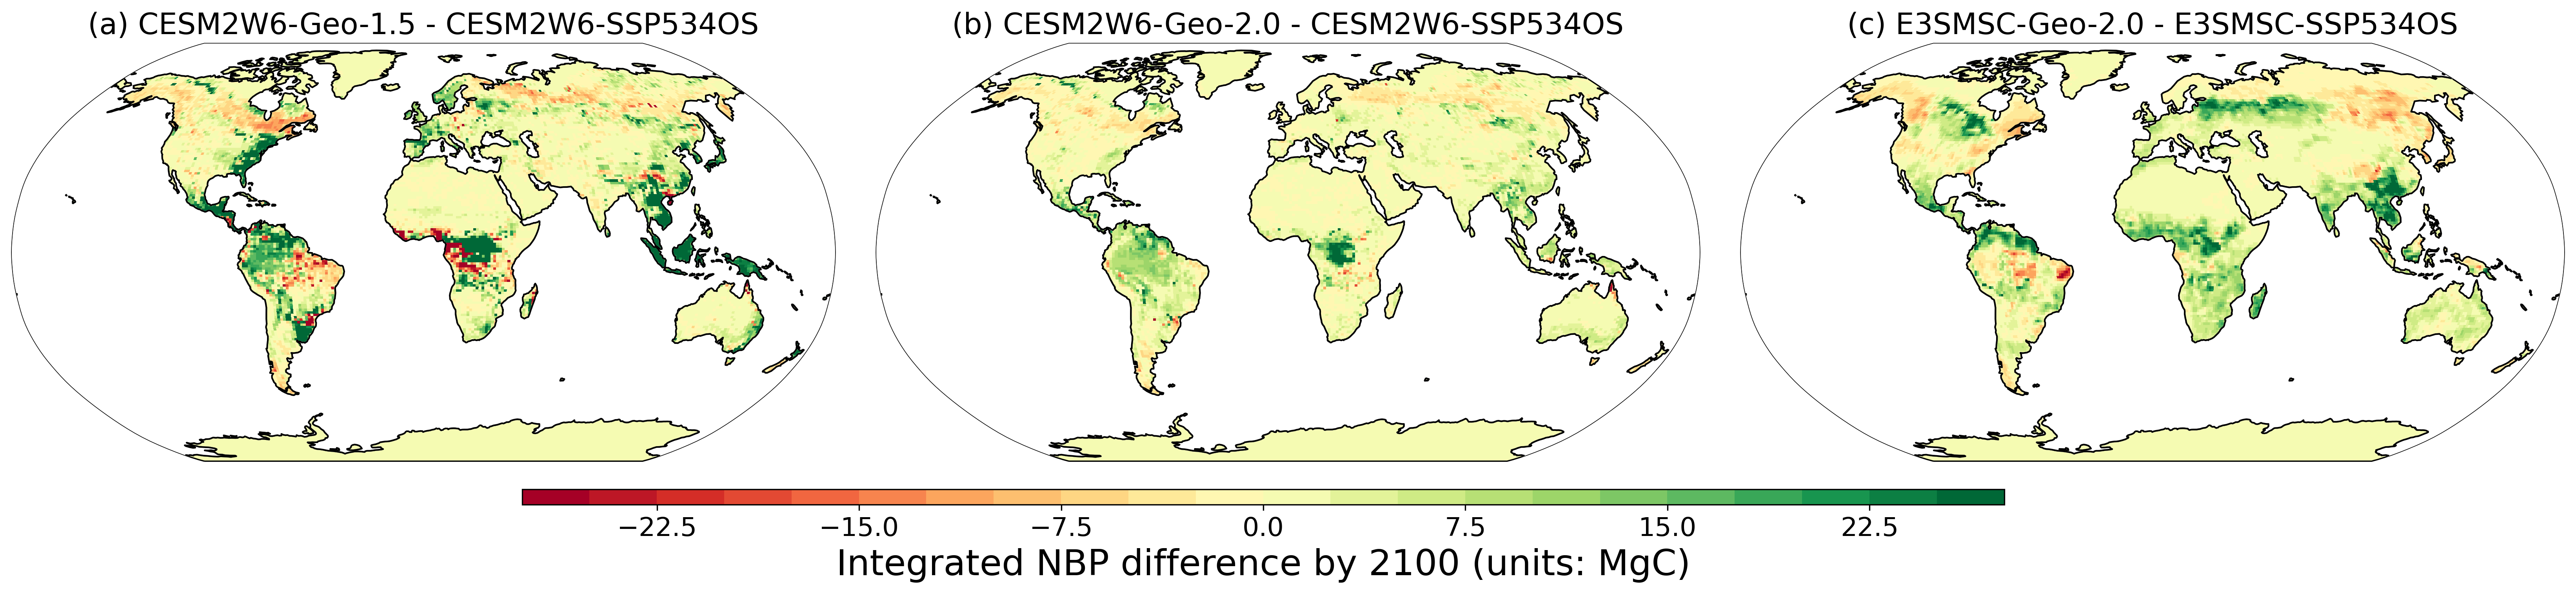 (a) CESM2W6-Geo-1.5 - CESM2W6-SSP534OS
(b) CESM2W6-Geo-2.0 - CESM2W6-SSP534OS
(c) E3SMSC-Geo-2.0 - E3SMSC-SSP534OS
−22.5 −15.0 −7.5 0.0 7.5 15.0 22.5
Integrated NBP difference by 2100 (units: MgC)